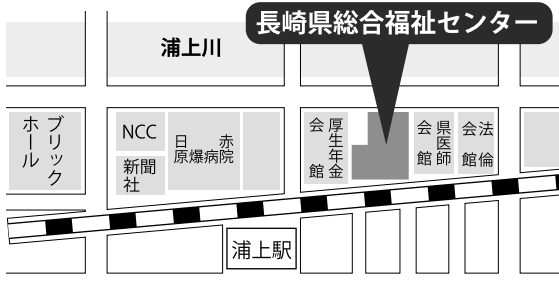 長崎県総合福祉センター
浦上川
ブリック
ホール
NCC
新聞
社
日赤
原爆病院
厚生年金
会館
県医師
会館
法倫
会館
浦上駅